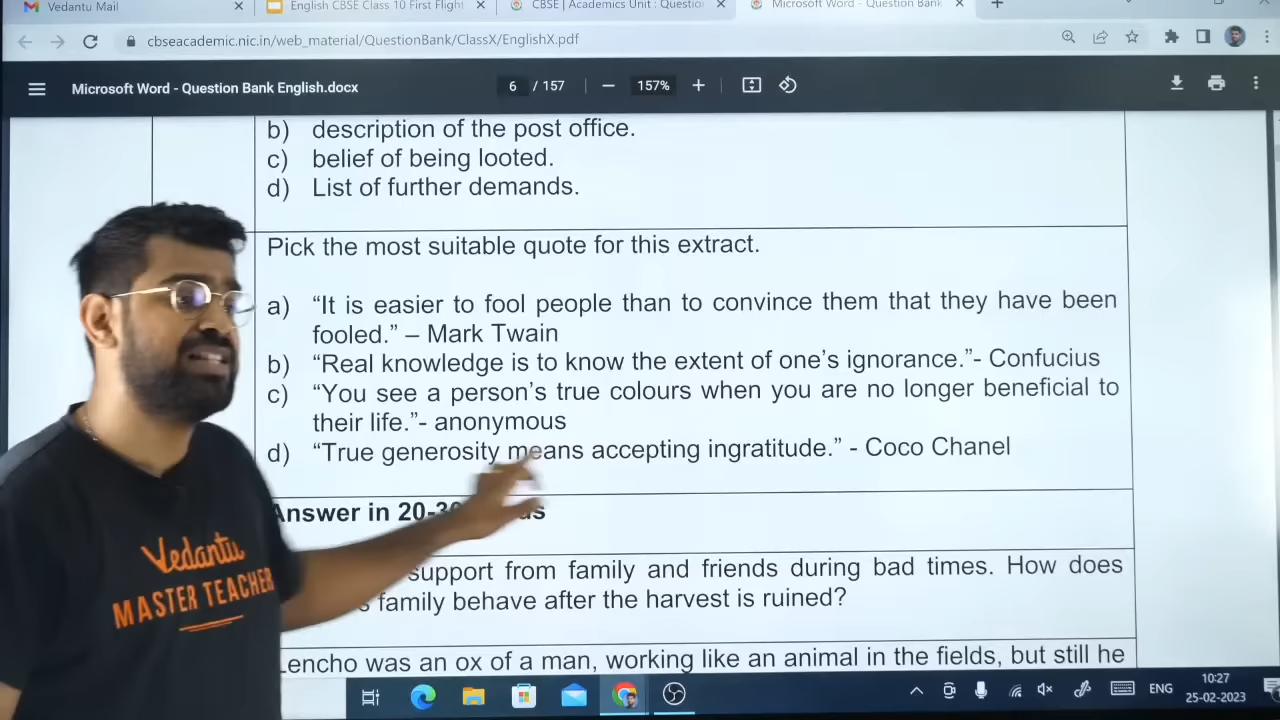 Vedantu Mail
English CBSE Class 10 First Flight
CBSE | Academics Unit : Question
Microsoft Word - Question Bank
cbseacademic.nic.in/web_material/QuestionBank/ClassX/EnglishX.pdf
Microsoft Word - Question Bank English.docx
6 / 157
157%
b) description of the post office.
c) belief of being looted.
d) List of further demands.
Pick the most suitable quote for this extract.
a) “It is easier to fool people than to convince them that they have been
fooled.” – Mark Twain
b) “Real knowledge is to know the extent of one’s ignorance.”- Confucius
c) “You see a person’s true colours when you are no longer beneficial to
their life.”- anonymous
d) “True generosity means accepting ingratitude.” - Coco Chanel
Answer in 20-30
support from family and friends during bad times. How does
family behave after the harvest is ruined?
Lencho was an ox of a man, working like an animal in the fields, but still he
Vedantu
MASTER TEACHER
ENG
10:27
25-02-2023